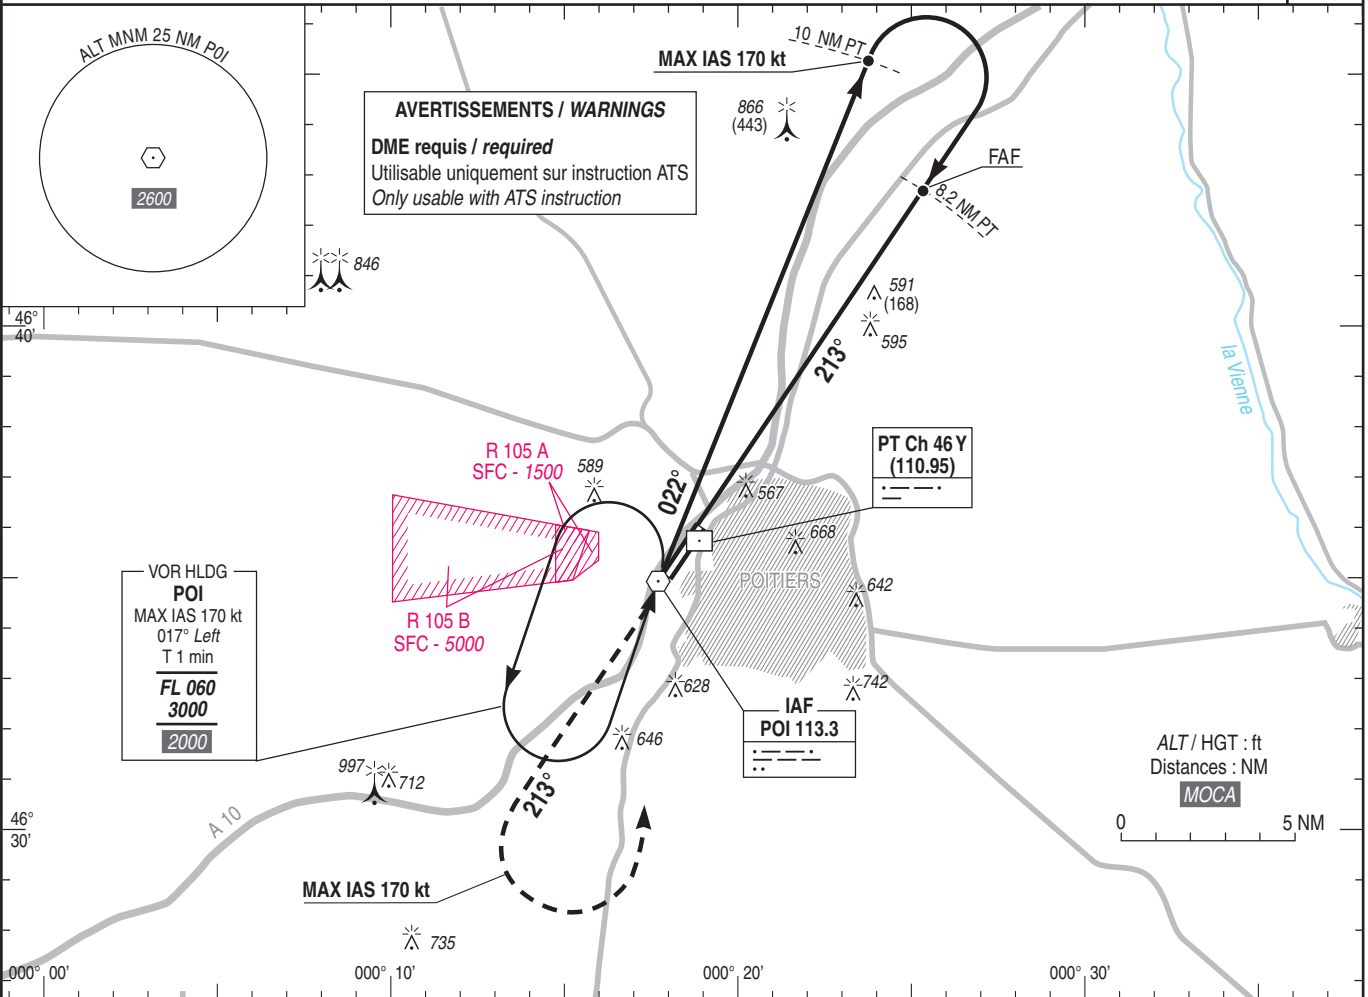 ALT MNM 25 NM POI
2600
AVERTISSEMENTS / WARNINGS
DME requis / required
Utilisable uniquement sur instruction ATS
Only usable with ATS instruction
MAX IAS 170 kt
10 NM PT
866
(443)
FAF
8.2 NM PT
846
591
(168)
595
46°
40'
213°
la Vienne
PT Ch 46 Y
(110.95)
R 105 A
SFC - 1500
589
022°
567
668
POITIERS
642
VOR HLDG
POI
MAX IAS 170 kt
017° Left
T 1 min
FL 060
3000
2000
R 105 B
SFC - 5000
628
742
IAF
POI 113.3
646
997
712
213°
ALT / HGT : ft
Distances : NM
MOCA
0 5 NM
A 10
46°
30'
MAX IAS 170 kt
735
000° 00'
000° 10'
000° 20'
000° 30'